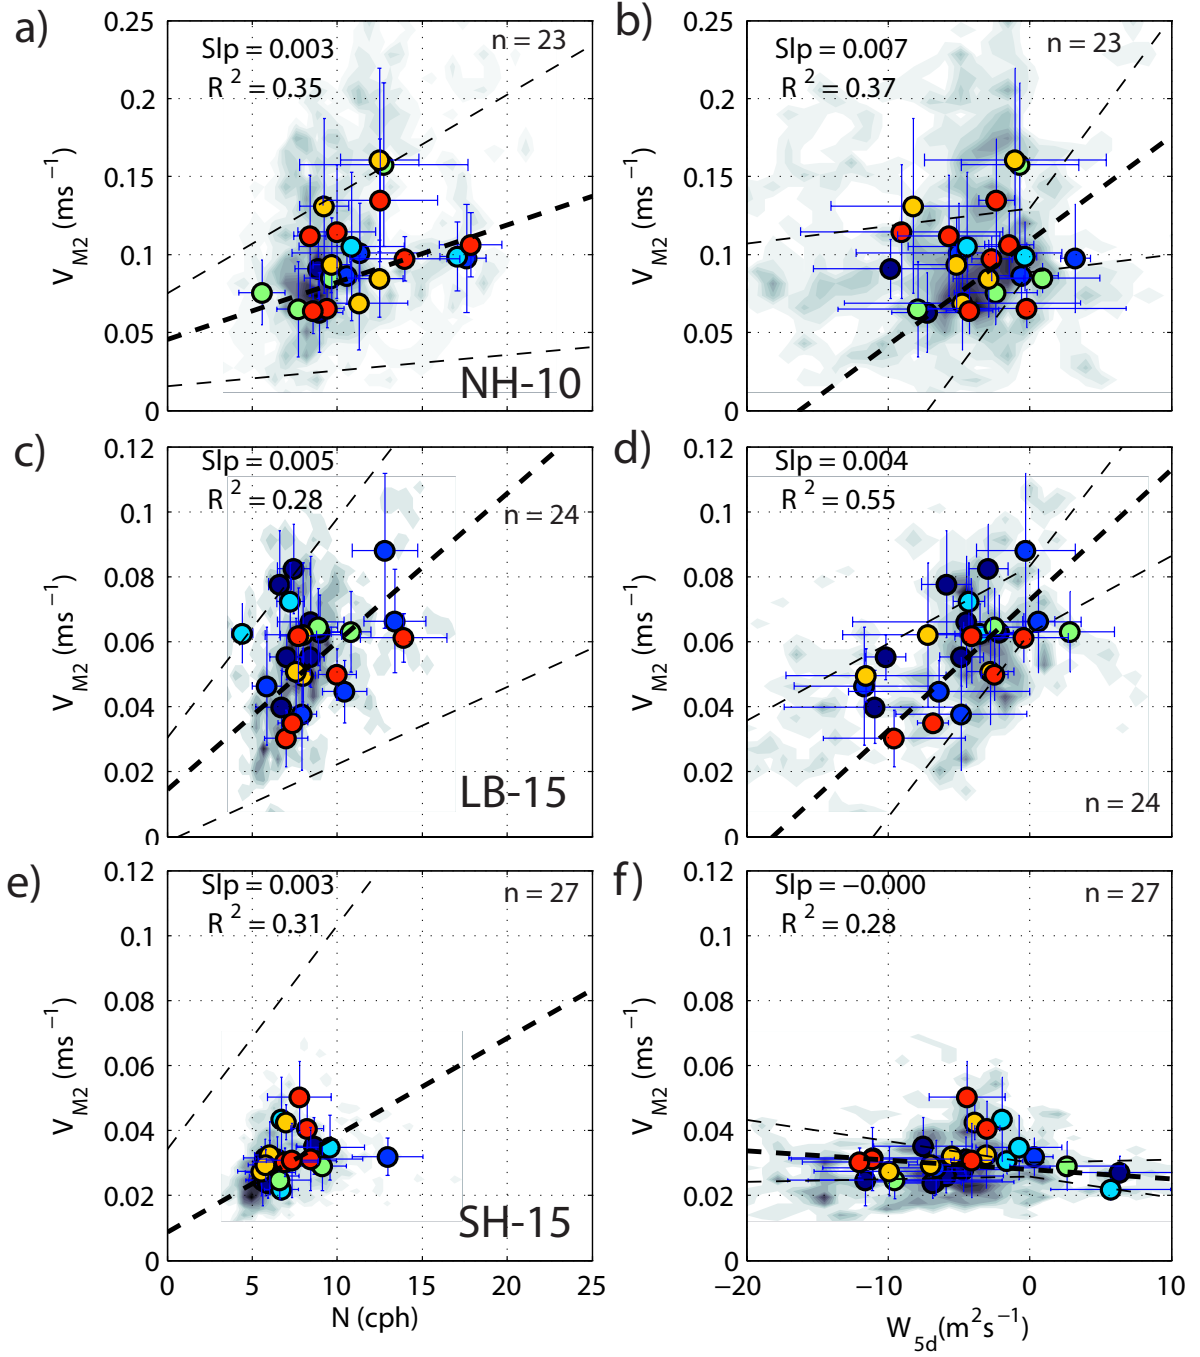 a)
0.25
0.2
0.15
0.1
0.05
0
V M2 (ms −1)
Slp = 0.003
R 2 = 0.35
n = 23
NH-10
b)
0.25
0.2
0.15
0.1
0.05
0
V M2 (ms −1)
Slp = 0.007
R 2 = 0.37
n = 23
c)
0.12
0.1
0.08
0.06
0.04
0.02
0
V M2 (ms −1)
Slp = 0.005
R 2 = 0.28
n = 24
LB-15
d)
0.12
0.1
0.08
0.06
0.04
0.02
0
V M2 (ms −1)
Slp = 0.004
R 2 = 0.55
n = 24
e)
0.12
0.1
0.08
0.06
0.04
0.02
0
V M2 (ms −1)
Slp = 0.003
R 2 = 0.31
n = 27
SH-15
0 5 10 15 20 25
N (cph)
f)
0.12
0.1
0.08
0.06
0.04
0.02
0
V M2 (ms −1)
Slp = −0.000
R 2 = 0.28
n = 27
−20 −10 0 10
W 5d (m2s−1)